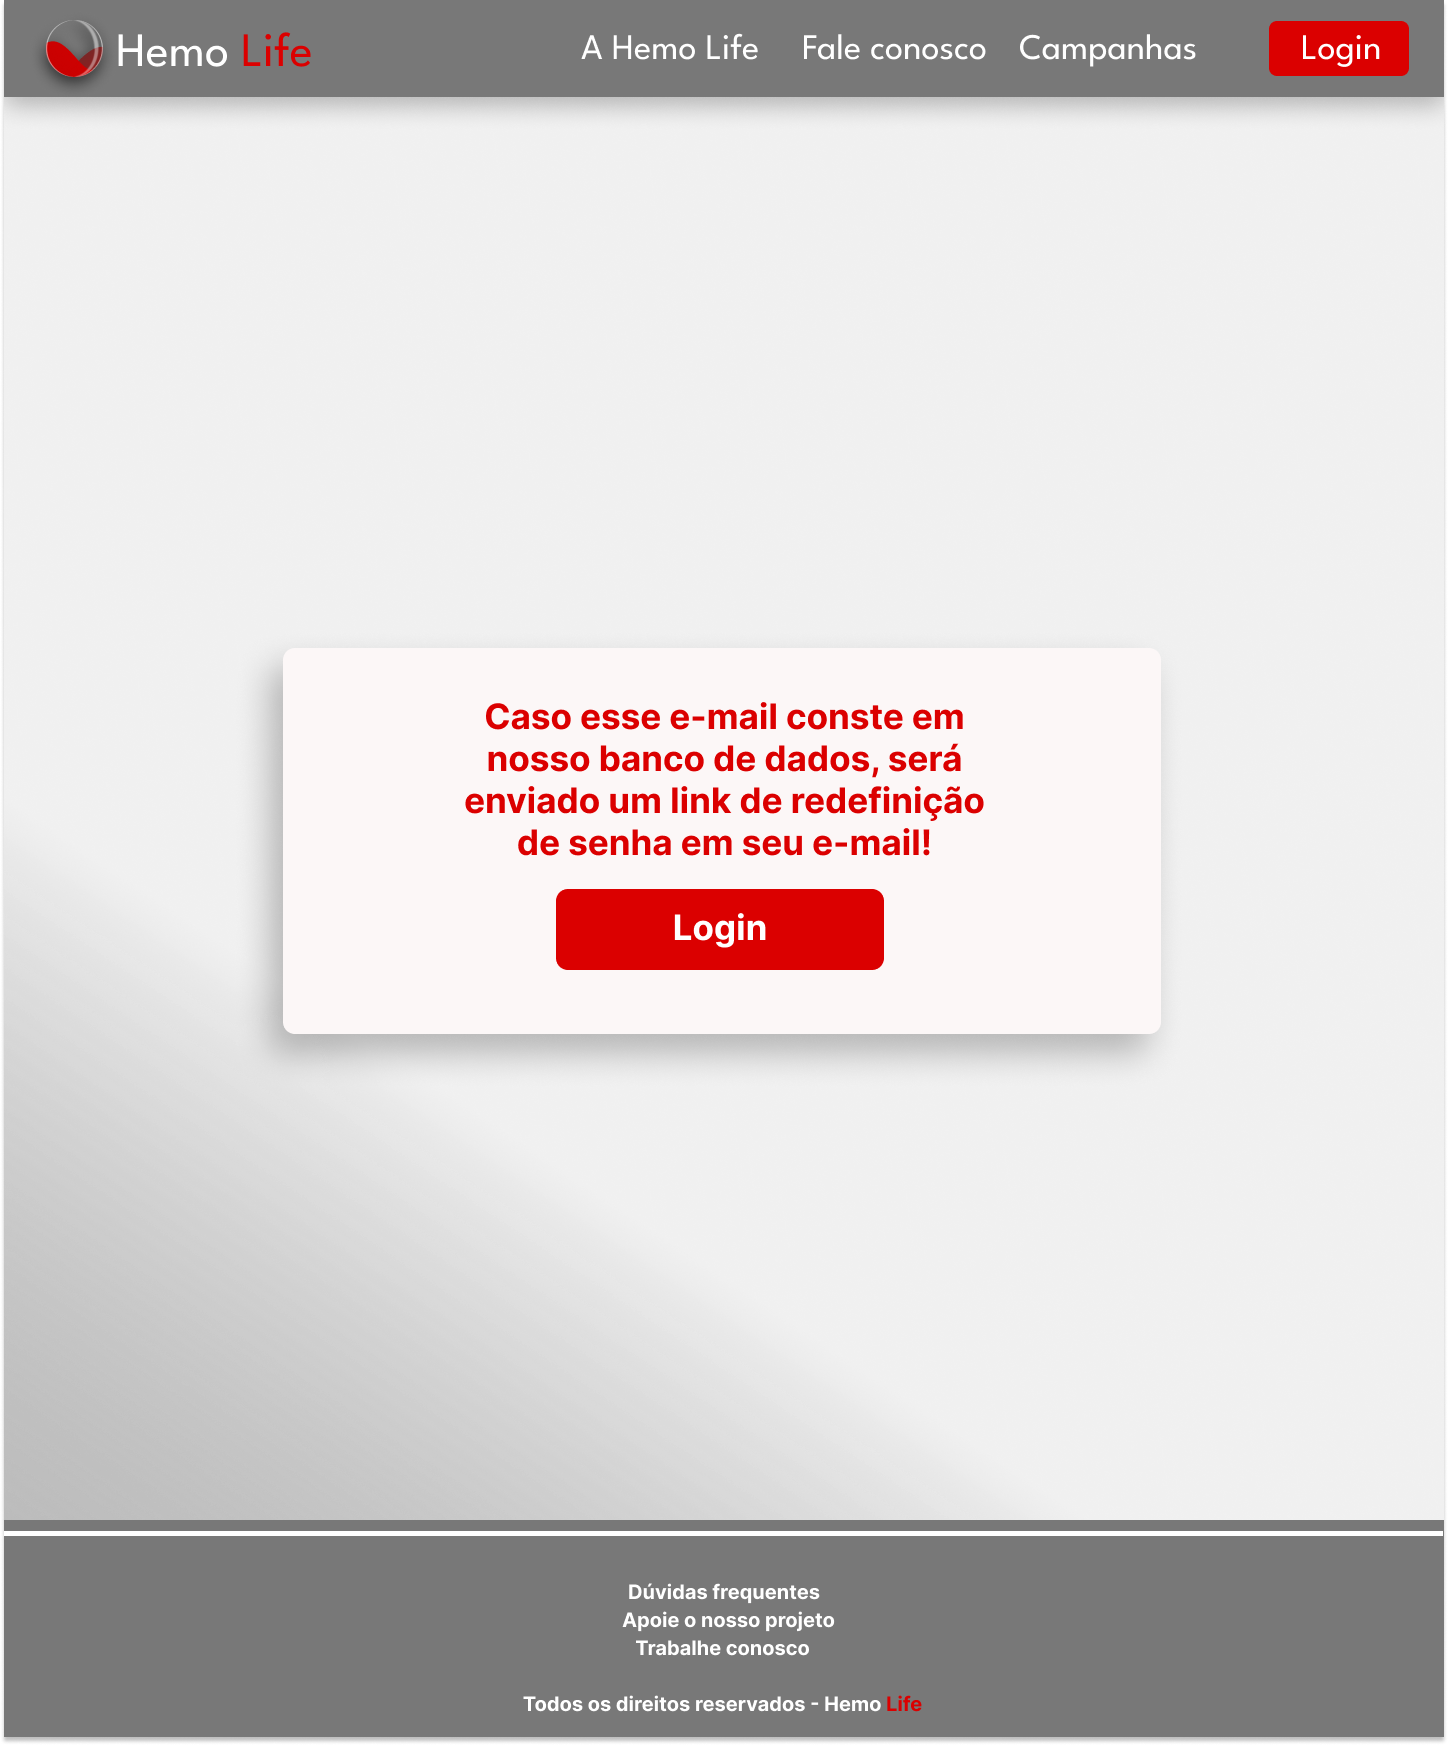 Hemo Life
A Hemo Life
Fale conosco
Campanhas
Login
Caso esse e-mail conste em
nosso banco de dados, será
enviado um link de redefinição
de senha em seu e-mail!
Login
Dúvidas frequentes
Apoie o nosso projeto
Trabalhe conosco
Todos os direitos reservados - Hemo Life